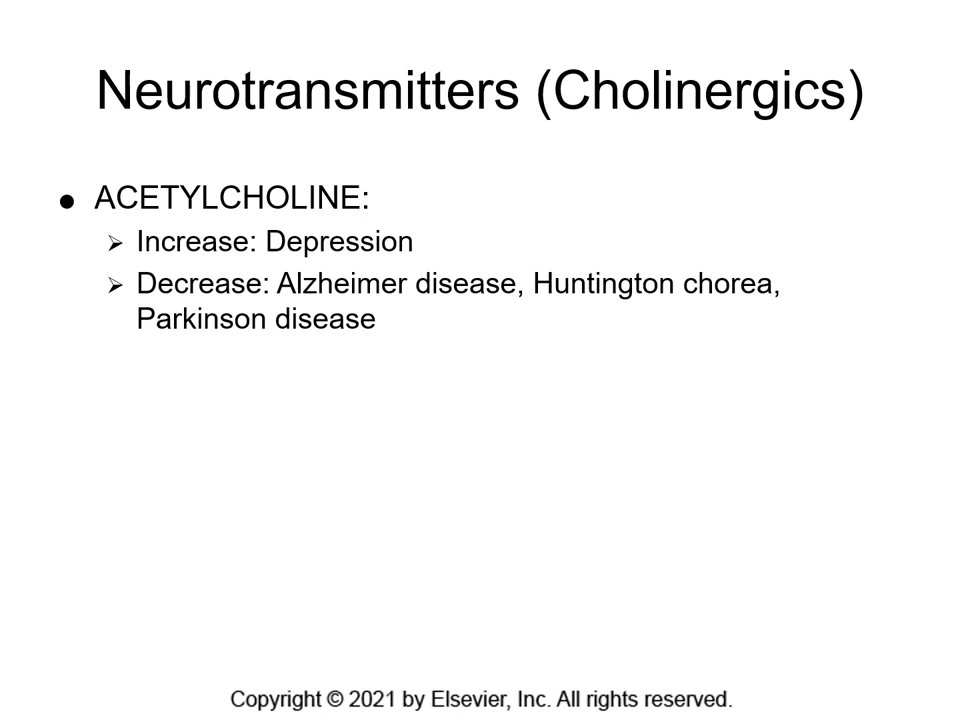 Neurotransmitters (Cholinergics)
● ACETYLCHOLINE:
➢ Increase: Depression
➢ Decrease: Alzheimer disease, Huntington chorea,
Parkinson disease
Copyright © 2021 by Elsevier, Inc. All rights reserved.